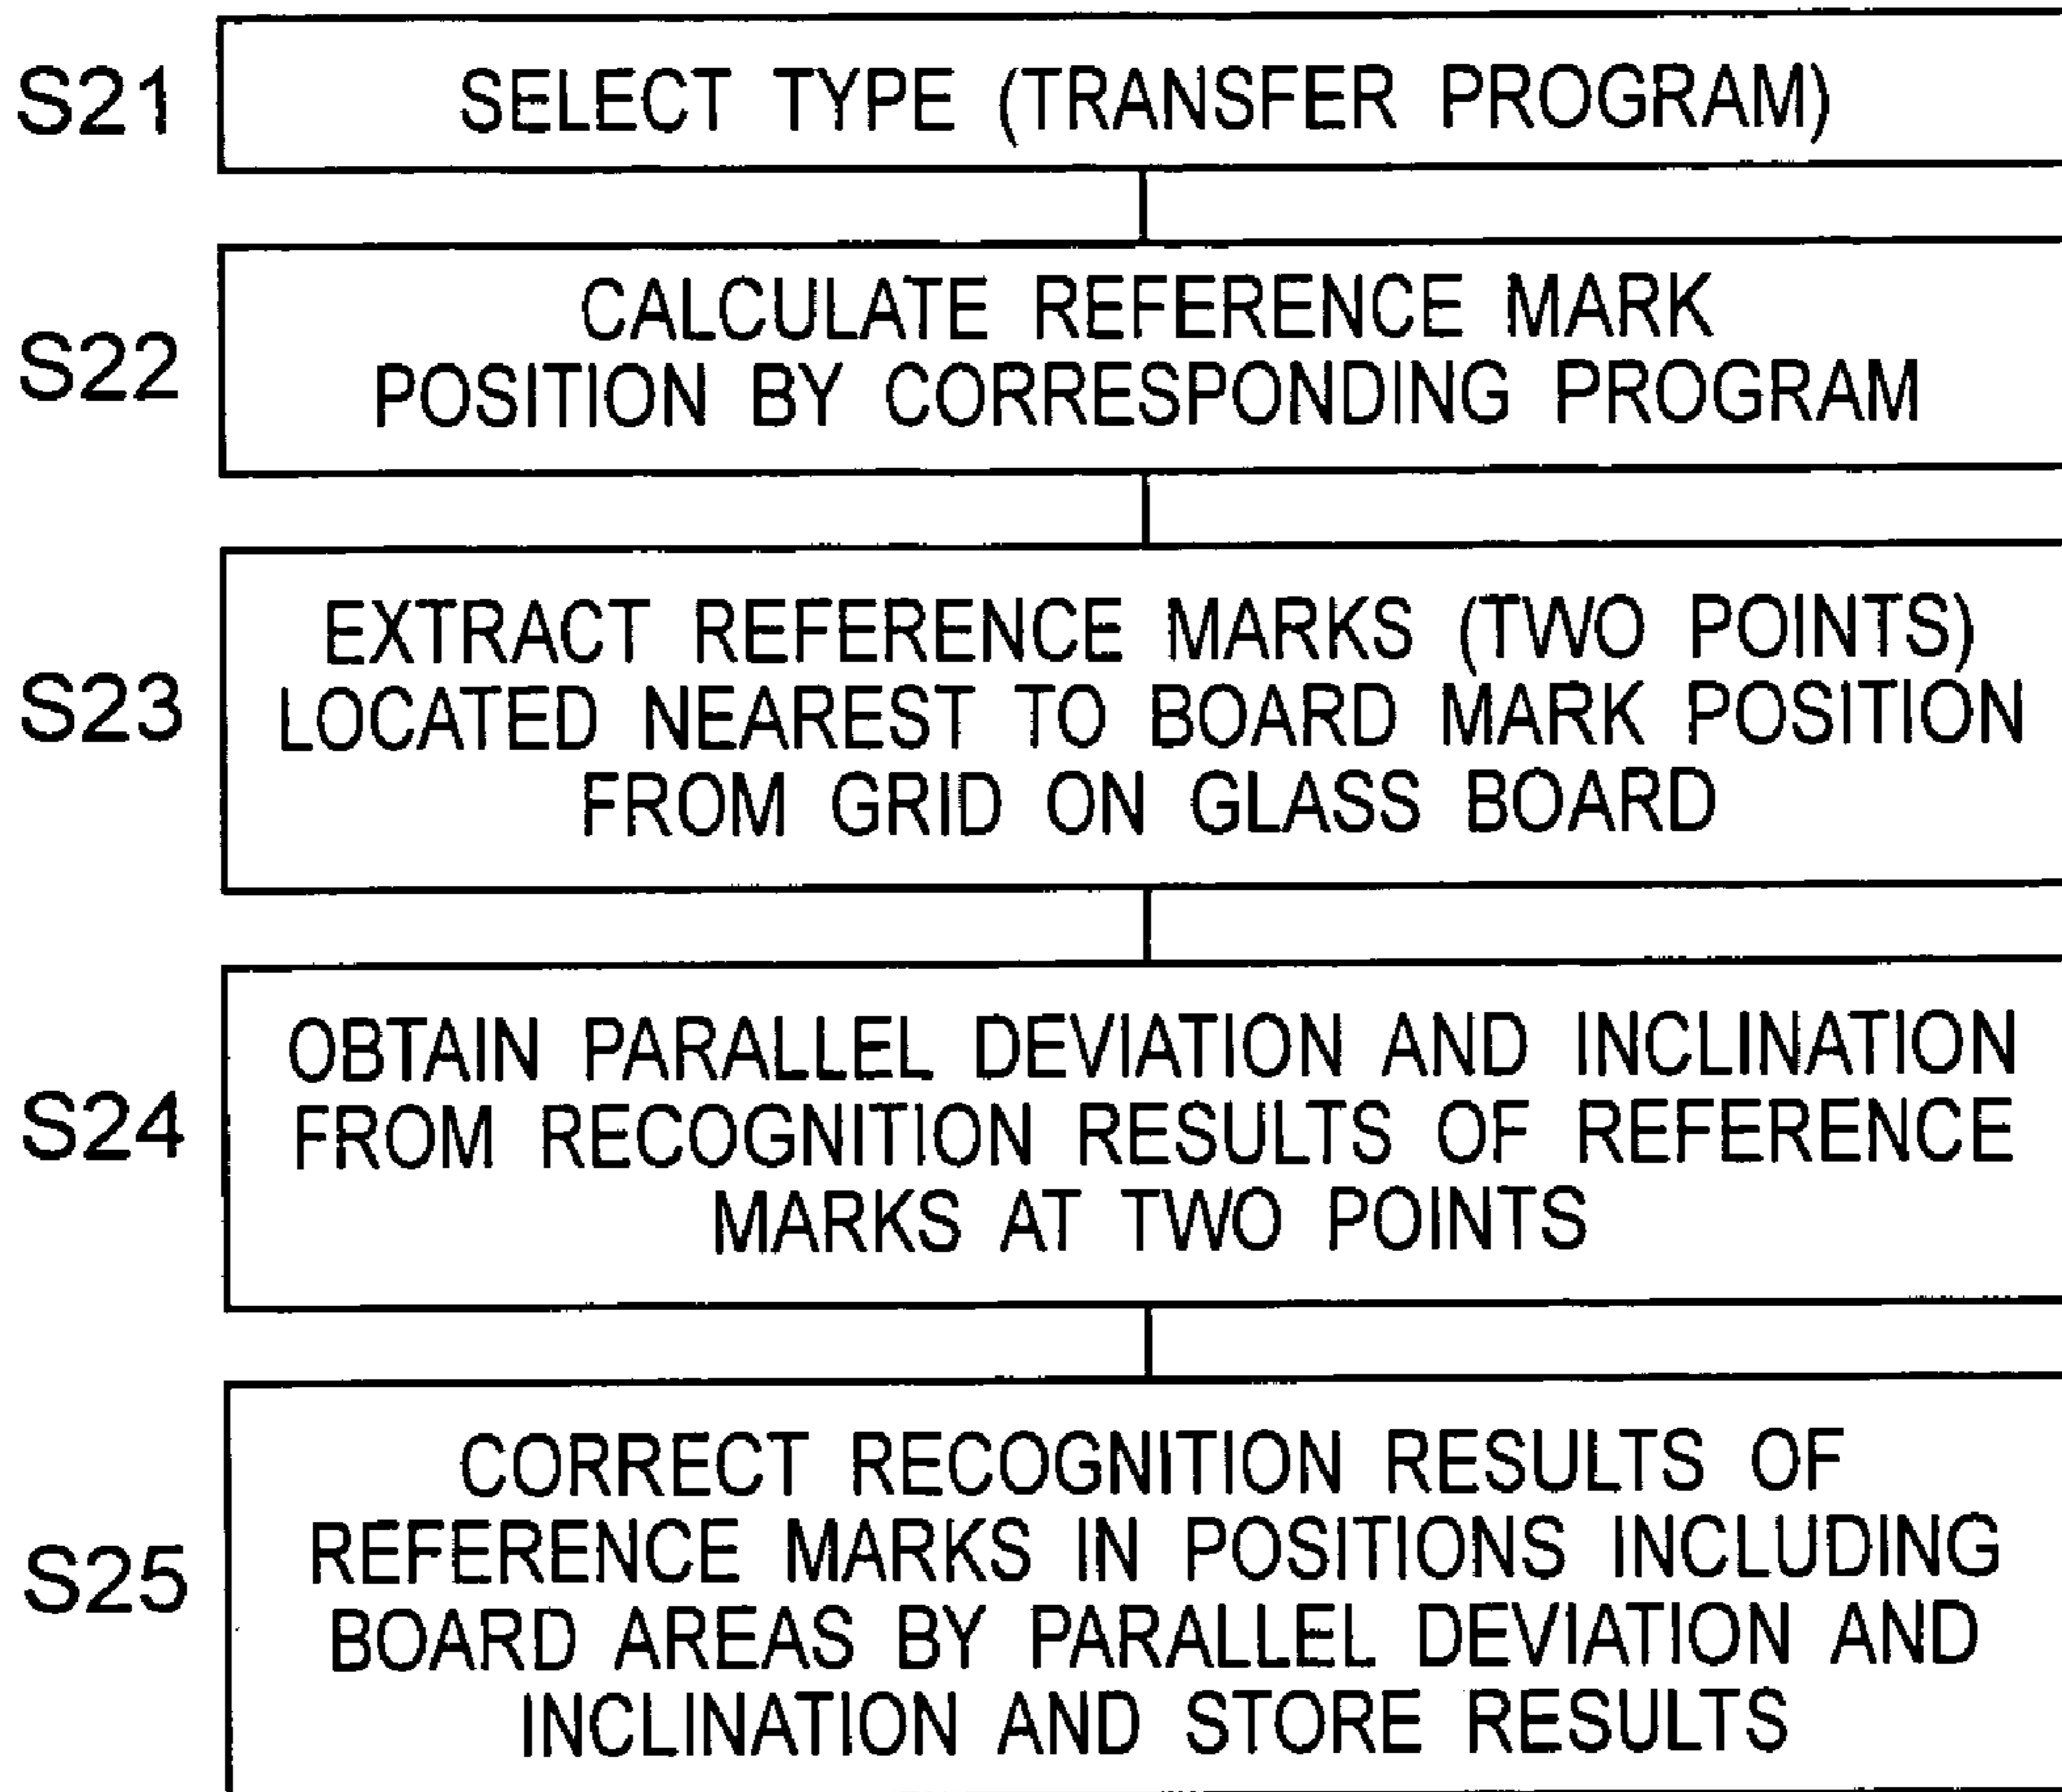 S21
SELECT TYPE (TRANSFER PROGRAM)
S22
CALCULATE REFERENCE MARK
POSITION BY CORRESPONDING PROGRAM
S23
EXTRACT REFERENCE MARKS (TWO POINTS)
LOCATED NEAREST TO BOARD MARK POSITION
FROM GRID ON GLASS BOARD
S24
OBTAIN PARALLEL DEVIATION AND INCLINATION
FROM RECOGNITION RESULTS OF REFERENCE
MARKS AT TWO POINTS
S25
CORRECT RECOGNITION RESULTS OF
REFERENCE MARKS IN POSITIONS INCLUDING
BOARD AREAS BY PARALLEL DEVIATION AND
INCLINATION AND STORE RESULTS